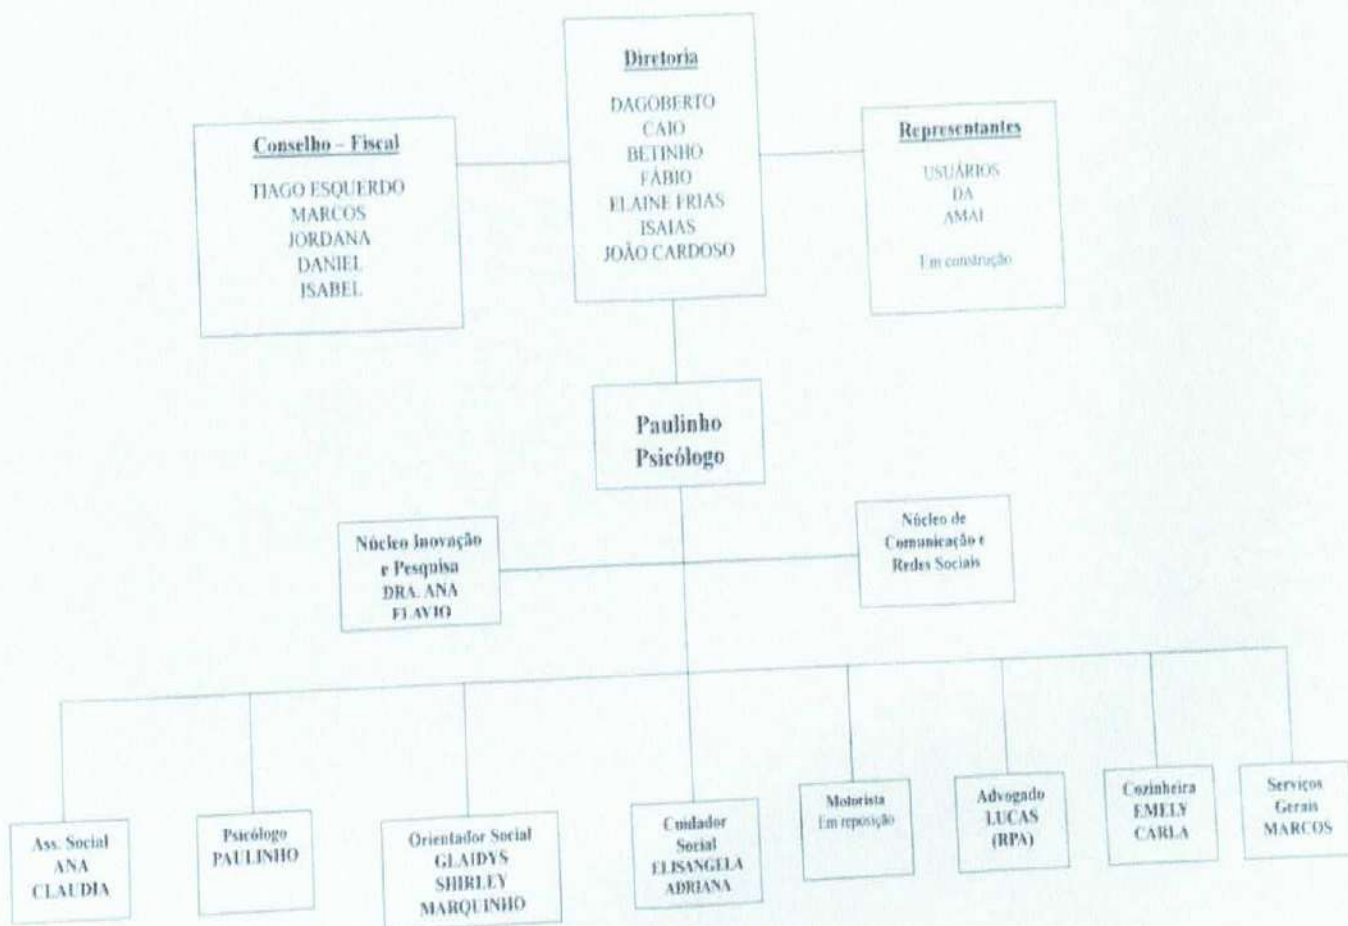 Diretoria
DAGOBERTO
CAIO
BETINHO
FÁBIO
ELAINE FRIAS
ISAIAS
JOÃO CARDOSO
Conselho – Fiscal
TIAGO ESQUERDO
MARCOS
JORDANA
DANIEL
ISABEL
Representantes
USUÁRIOS
DA
AMAI
Em construção
Paulinho
Psicólogo
Núcleo Inovação
e Pesquisa
DRA. ANA
FLAVIO
Núcleo de
Comunicação e
Redes Sociais
Ass. Social
ANA
CLAUDIA
Psicólogo
PAULINHO
Orientador Social
GLAIDYS
SHIRLEY
MARQUINHO
Cuidador
Social
ELISANGELA
ADRIANA
Motorista
Em reposição
Advogado
LUCAS
(RPA)
Cozinheira
EMELY
CARLA
Serviços
Gerais
MARCOS